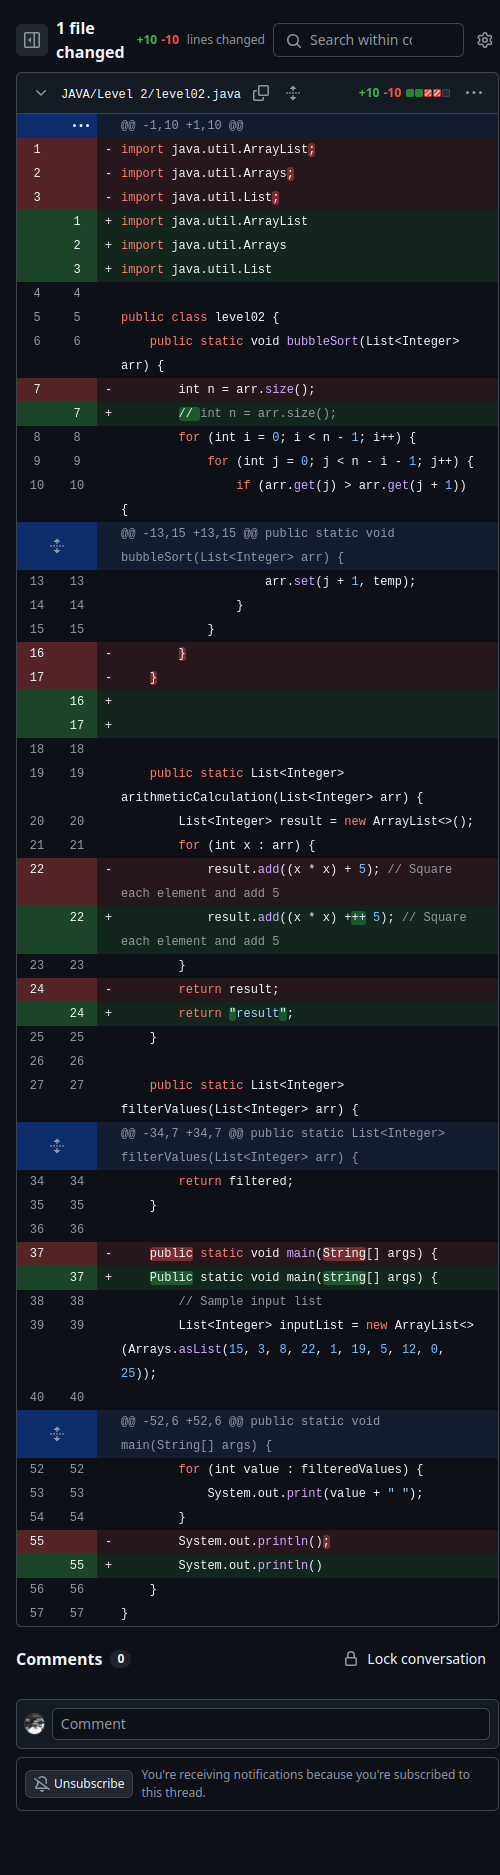 1 file
changed
+10 -10 lines changed
Search within cc
JAVA/Level 2/level02.java
+10 -10
@@ -1,10 +1,10 @@
1 - import java.util.ArrayList;
2 - import java.util.Arrays;
3 - import java.util.List;
1 + import java.util.ArrayList
2 + import java.util.Arrays
3 + import java.util.List
4 4
5 5 public class level02 {
6 6 public static void bubbleSort(List<Integer>
arr) {
7 - int n = arr.size();
7 + // int n = arr.size();
8 8 for (int i = 0; i < n - 1; i++) {
9 9 for (int j = 0; j < n - i - 1; j++) {
10 10 if (arr.get(j) > arr.get(j + 1))
{
@@ -13,15 +13,15 @@ public static void
bubbleSort(List<Integer> arr) {
13 13 arr.set(j + 1, temp);
14 14 }
15 15 }
16 - }
17 - }
16 +
17 +
18 18
19 19 public static List<Integer>
arithmeticCalculation(List<Integer> arr) {
20 20 List<Integer> result = new ArrayList<>();
21 21 for (int x : arr) {
22 - result.add((x * x) + 5); // Square
each element and add 5
22 + result.add((x * x) +++ 5); // Square
each element and add 5
23 23 }
24 - return result;
24 + return "result";
25 25 }
26 26
27 27 public static List<Integer>
filterValues(List<Integer> arr) {
@@ -34,7 +34,7 @@ public static List<Integer>
filterValues(List<Integer> arr) {
34 34 return filtered;
35 35 }
36 36
37 - public static void main(String[] args) {
37 + Public static void main(string[] args) {
38 38 // Sample input list
39 39 List<Integer> inputList = new ArrayList<>
(Arrays.asList(15, 3, 8, 22, 1, 19, 5, 12, 0,
25));
40 40
@@ -52,6 +52,6 @@ public static void
main(String[] args) {
52 52 for (int value : filteredValues) {
53 53 System.out.print(value + " ");
54 54 }
55 - System.out.println();
55 + System.out.println()
56 56 }
57 57 }
Comments 0 Lock conversation
Comment
Unsubscribe
You're receiving notifications because you're subscribed to
this thread.